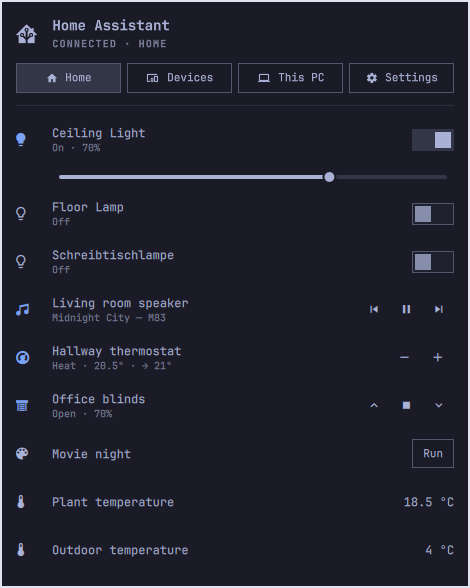 Home Assistant
CONNECTED · HOME
Home Devices This PC Settings
Ceiling Light
On · 70%
Floor Lamp
Off
Schreibtischlampe
Off
Living room speaker
Midnight City — M83
Hallway thermostat
Heat · 20.5° · → 21°
Office blinds
Open · 70%
Movie night Run
Plant temperature 18.5 °C
Outdoor temperature 4 °C